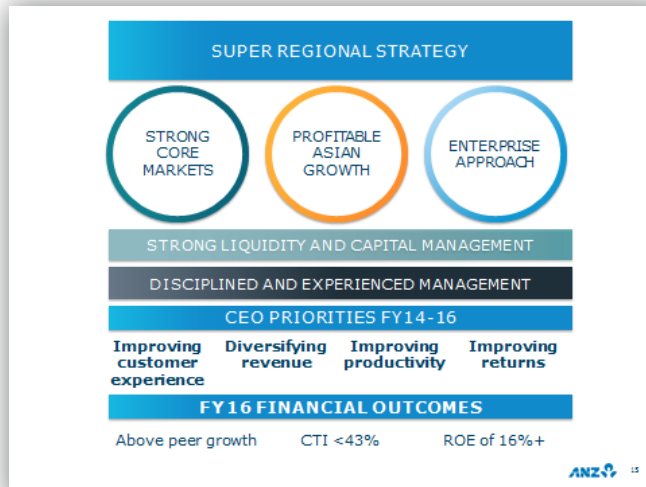 SUPER REGIONAL STRATEGY
STRONG
CORE
MARKETS
PROFITABLE
ASIAN
GROWTH
ENTERPRISE
APPROACH
STRONG LIQUIDITY AND CAPITAL MANAGEMENT
DISCIPLINED AND EXPERIENCED MANAGEMENT
CEO PRIORITIES FY14-16
Improving
customer
experience
Diversifying
revenue
Improving
productivity
Improving
returns
FY16 FINANCIAL OUTCOMES
Above peer growth
CTI <43%
ROE of 16%+
ANZ
15